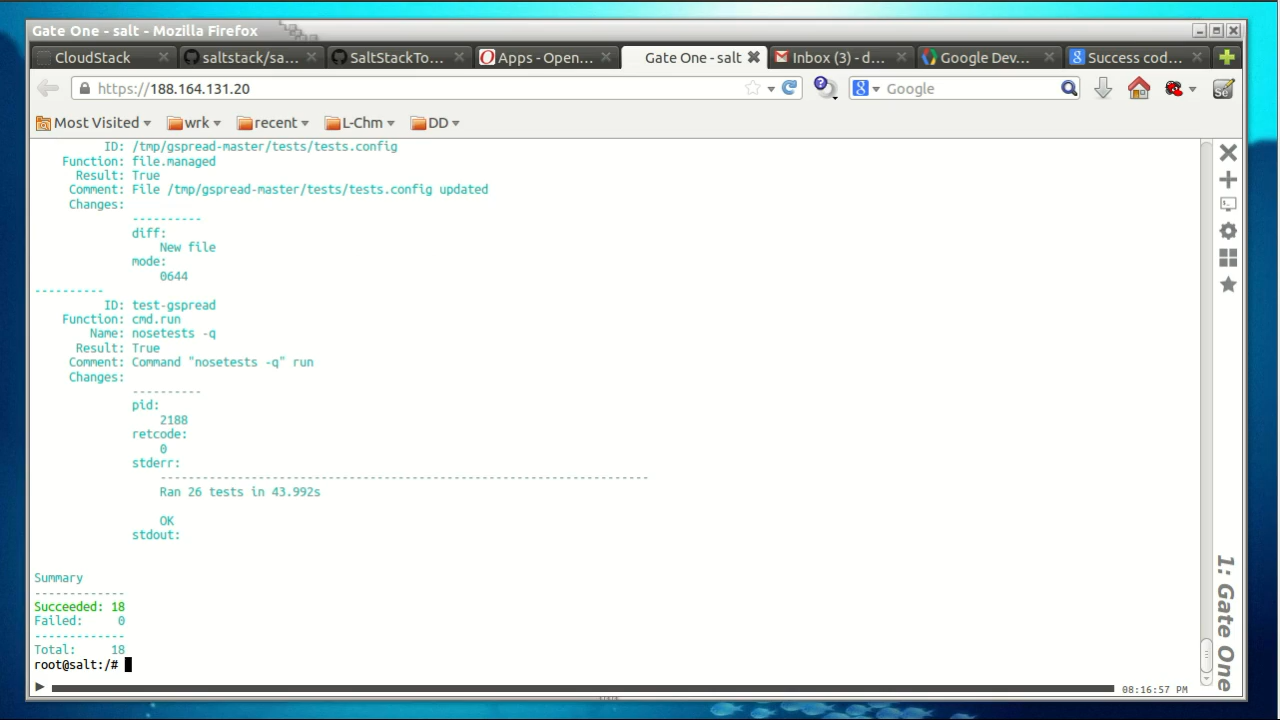 Gate One - salt - Mozilla Firefox
CloudStack
saltstack/sa...
SaltStackTo...
Apps - Open...
Gate One - salt
Inbox (3) - d...
Google Dev...
Success cod...
https://188.164.131.20
Google
Most Visited
wrk
recent
L-Chm
DD
ID: /tmp/gspread-master/tests/tests.config
Function: file.managed
Result: True
Comment: File /tmp/gspread-master/tests/tests.config updated
Changes:
----------
diff:
New file
mode:
0644
----------
ID: test-gspread
Function: cmd.run
Name: nosetests -q
Result: True
Comment: Command "nosetests -q" run
Changes:
----------
pid:
2188
retcode:
0
stderr:
----------------------------------------------------------------------
Ran 26 tests in 43.992s
OK
stdout:
Summary
-------------
Succeeded: 18
Failed:     0
-------------
Total:     18
root@salt:/#
08:16:57 PM
1: Gate One